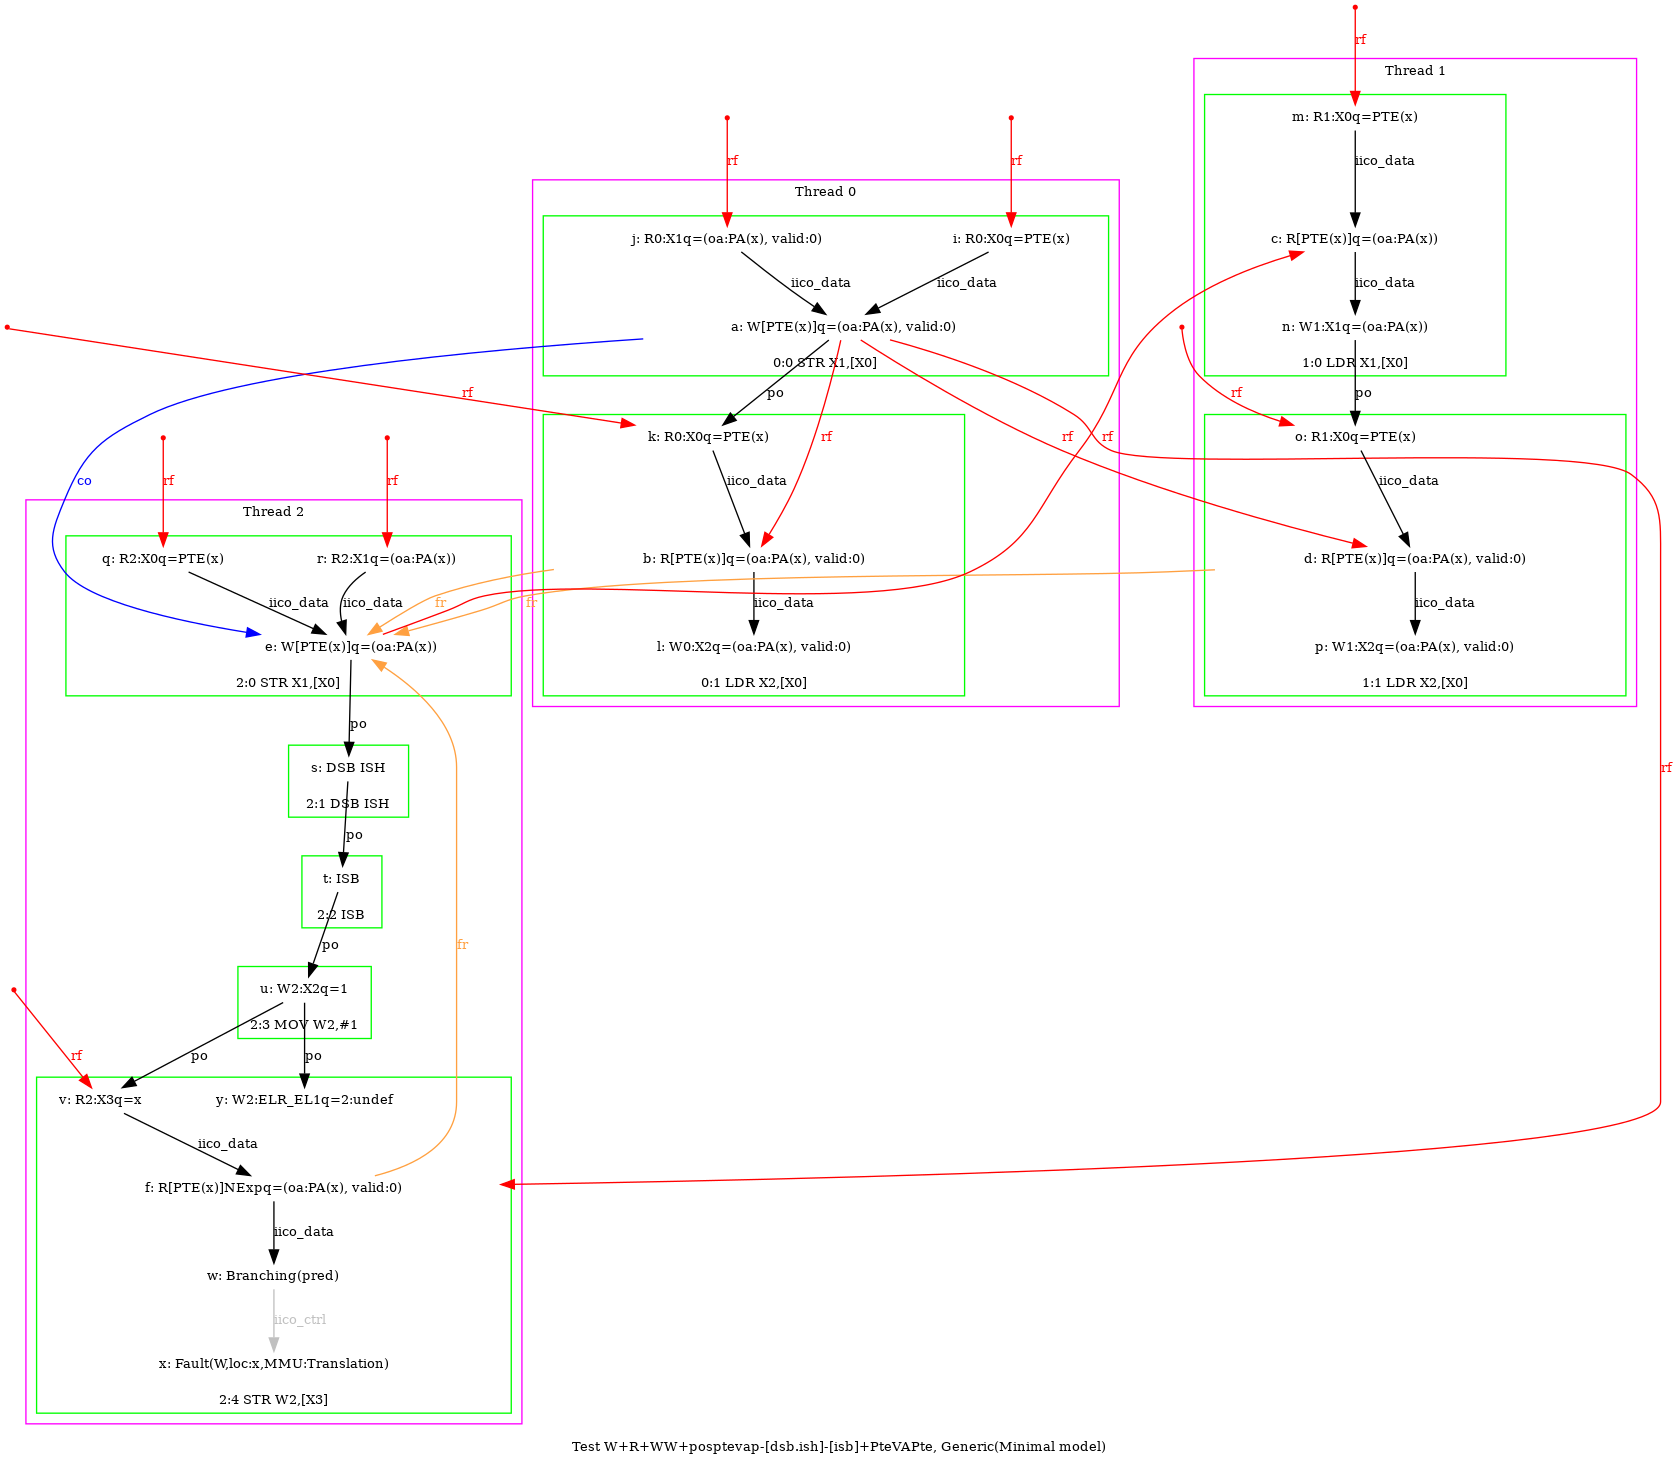 rf
Thread 1
m: R1:X0q=PTE(x)
rf
rf
iico_data
Thread 0
j: R0:X1q=(oa:PA(x), valid:0)
i: R0:X0q=PTE(x)
c: R[PTE(x)]q=(oa:PA(x))
iico_data
iico_data
iico_data
a: W[PTE(x)]q=(oa:PA(x), valid:0)
n: W1:X1q=(oa:PA(x))
0:0 STR X1,[X0]
1:0 LDR X1,[X0]
rf
po
rf
po
k: R0:X0q=PTE(x)
rf
rf
rf
o: R1:X0q=PTE(x)
co
rf
rf
iico_data
iico_data
Thread 2
q: R2:X0q=PTE(x)
r: R2:X1q=(oa:PA(x))
b: R[PTE(x)]q=(oa:PA(x), valid:0)
d: R[PTE(x)]q=(oa:PA(x), valid:0)
iico_data
iico_data
fr
fr
iico_data
iico_data
e: W[PTE(x)]q=(oa:PA(x))
l: W0:X2q=(oa:PA(x), valid:0)
p: W1:X2q=(oa:PA(x), valid:0)
2:0 STR X1,[X0]
0:1 LDR X2,[X0]
1:1 LDR X2,[X0]
po
s: DSB ISH
rf
2:1 DSB ISH
po
t: ISB
2:2 ISB
po
fr
u: W2:X2q=1
2:3 MOV W2,#1
rf
po
po
v: R2:X3q=x
y: W2:ELR_EL1q=2:undef
iico_data
f: R[PTE(x)]NExpq=(oa:PA(x), valid:0)
iico_data
w: Branching(pred)
iico_ctrl
x: Fault(W,loc:x,MMU:Translation)
2:4 STR W2,[X3]
Test W+R+WW+posptevap-[dsb.ish]-[isb]+PteVAPte, Generic(Minimal model)